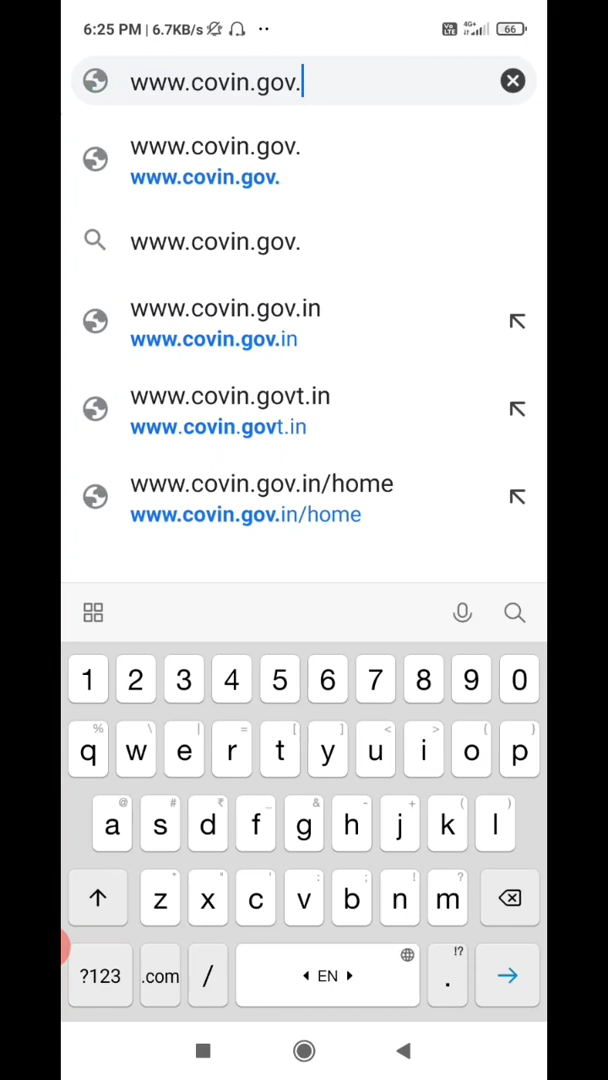 6:25 PM | 6.7KB/s
Vo LTE 4G+ 66
www.covin.gov.
www.covin.gov.
www.covin.gov.
www.covin.gov.
www.covin.gov.in
www.covin.gov.in
www.covin.govt.in
www.covin.govt.in
www.covin.gov.in/home
www.covin.gov.in/home
1 2 3 4 5 6 7 8 9 0
% \ | = [ ] < > { }
q w e r t y u i o p
@ # ₹ _ & - + ( )
a s d f g h j k l
* " ' : ; ! ?
z x c v b n m
!?
?123 .com / EN .